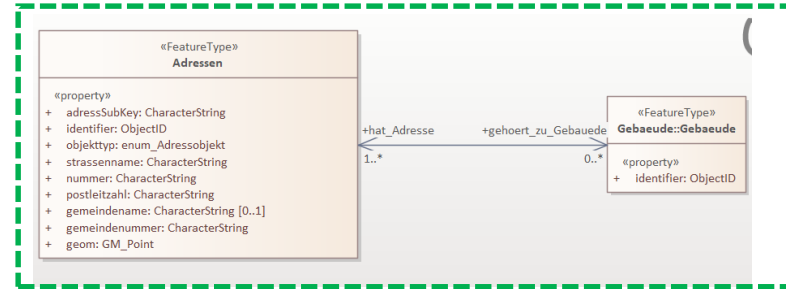 «FeatureType»
Adressen
«property»
+ adressSubKey: CharacterString
+ identifier: ObjectID
+ objekttyp: enum_Adressobjekt
+ strassenname: CharacterString
+ nummer: CharacterString
+ postleitzahl: CharacterString
+ gemeindename: CharacterString [0..1]
+ gemeindenummer: CharacterString
+ geom: GM_Point
+hat_Adresse +gehoert_zu_Gebauede
1..* 0..*
«FeatureType»
Gebaeude::Gebaeude
«property»
+ identifier: ObjectID